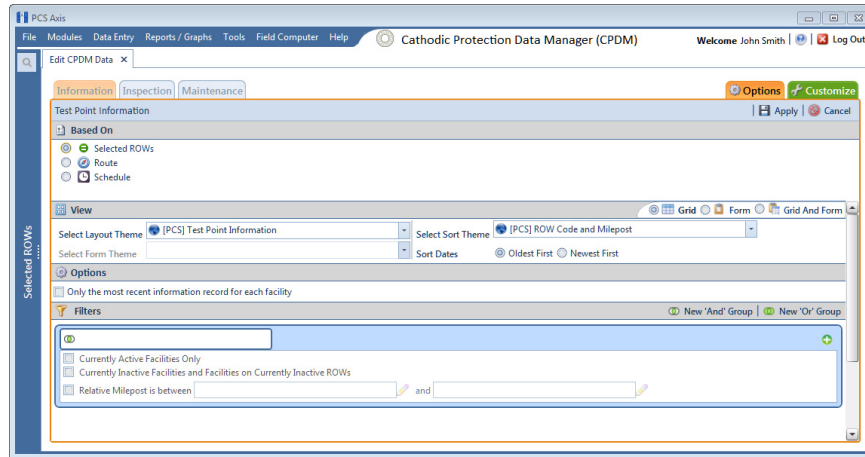 PCS Axis
File Modules Data Entry Reports / Graphs Tools Field Computer Help Cathodic Protection Data Manager (CPDM) Welcome John Smith | Log Out
Edit CPDM Data X
Information Inspection Maintenance Options Customize
Test Point Information | Apply | Cancel
Based On
Selected ROWs
Route
Schedule
View Grid Form Grid And Form
Select Layout Theme [PCS] Test Point Information Select Sort Theme [PCS] ROW Code and Milepost
Select Form Theme Sort Dates Oldest First Newest First
Selected ROWs
Options
Only the most recent information record for each facility
Filters New 'And' Group | New 'Or' Group
Currently Active Facilities Only
Currently Inactive Facilities and Facilities on Currently Inactive ROWs
Relative Milepost is between and